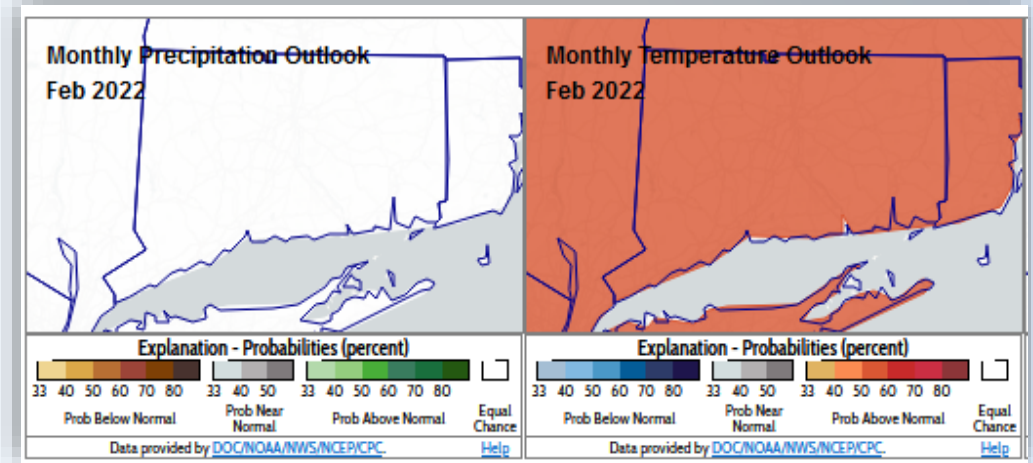 Monthly Precipitation Outlook
Feb 2022
Explanation - Probabilities (percent)
33 40 50 60 70 80 33 40 50 33 40 50 60 70 80
Prob Below Normal Prob Near Normal Prob Above Normal Equal Chance
Data provided by DOC/NOAA/NWS/NCEP/CPC. Help
Monthly Temperature Outlook
Feb 2022
Explanation - Probabilities (percent)
33 40 50 60 70 80 33 40 50 33 40 50 60 70 80
Prob Below Normal Prob Near Normal Prob Above Normal Equal Chance
Data provided by DOC/NOAA/NWS/NCEP/CPC. Help